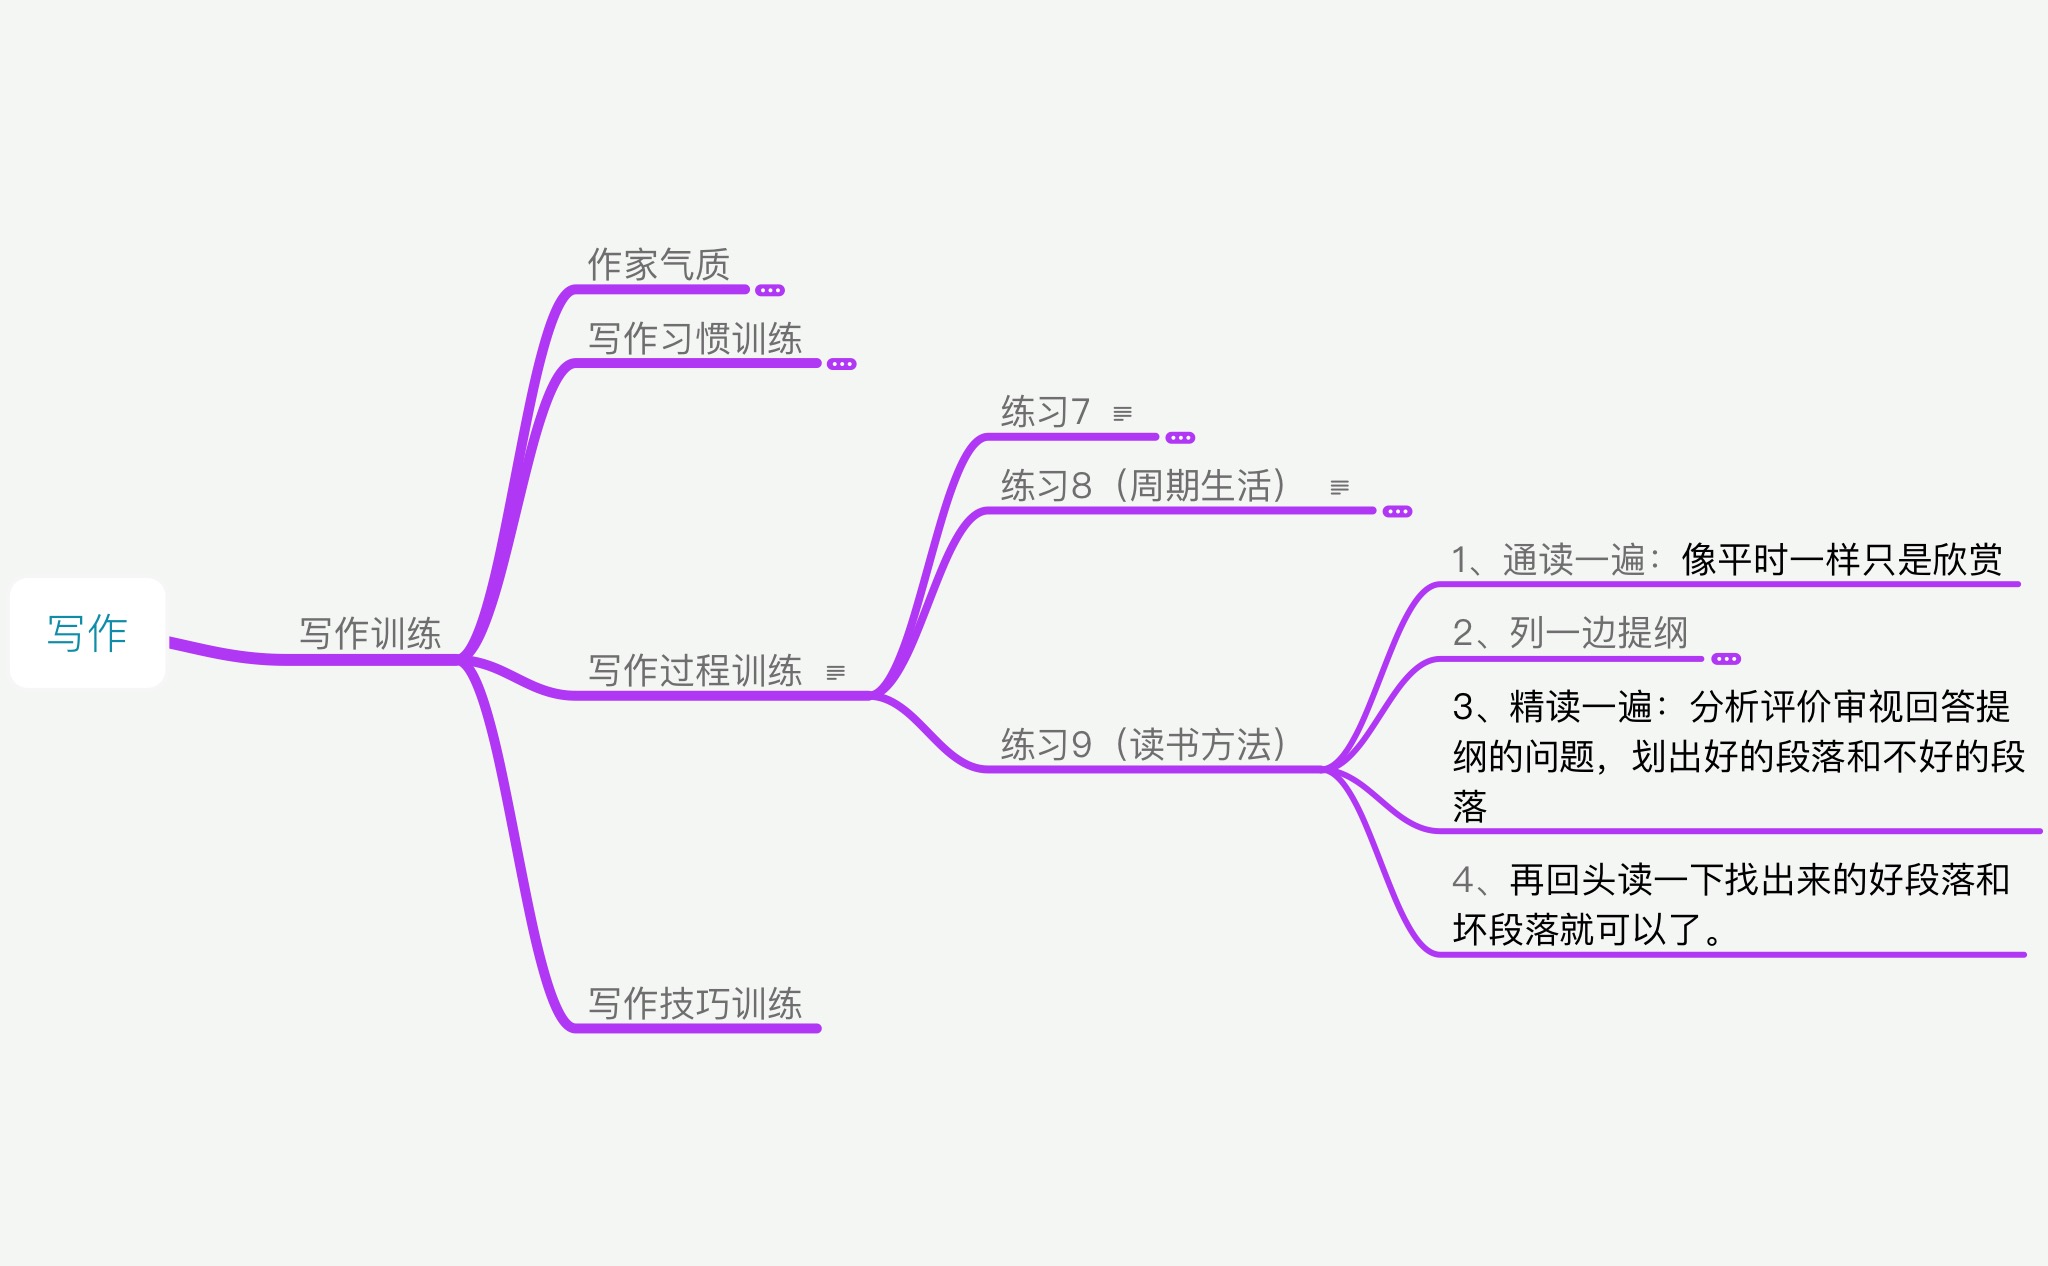 作家气质
写作习惯训练
练习7
练习8（周期生活）
1、通读一遍：像平时一样只是欣赏
写作
写作训练
2、列一边提纲
写作过程训练
3、精读一遍：分析评价审视回答提
纲的问题，划出好的段落和不好的段
落
练习9（读书方法）
4、再回头读一下找出来的好段落和
坏段落就可以了。
写作技巧训练